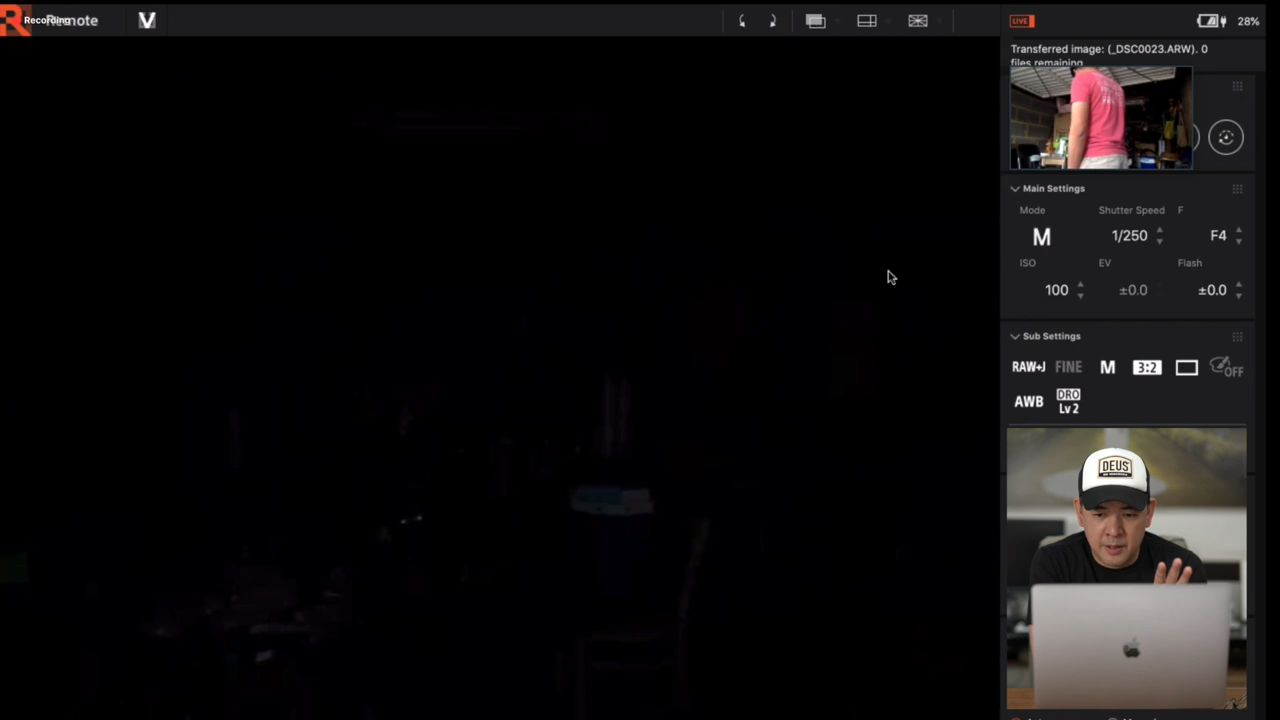 Recording
Remote
LIVE
28%
Transferred image: (_DSC0023.ARW). 0
files remaining
Main Settings
Mode
Shutter Speed
F
M
1/250
F4
ISO
EV
Flash
100
±0.0
±0.0
Sub Settings
RAW+J
FINE
M
3:2
OFF
AWB
DRO
Lv 2
DEUS